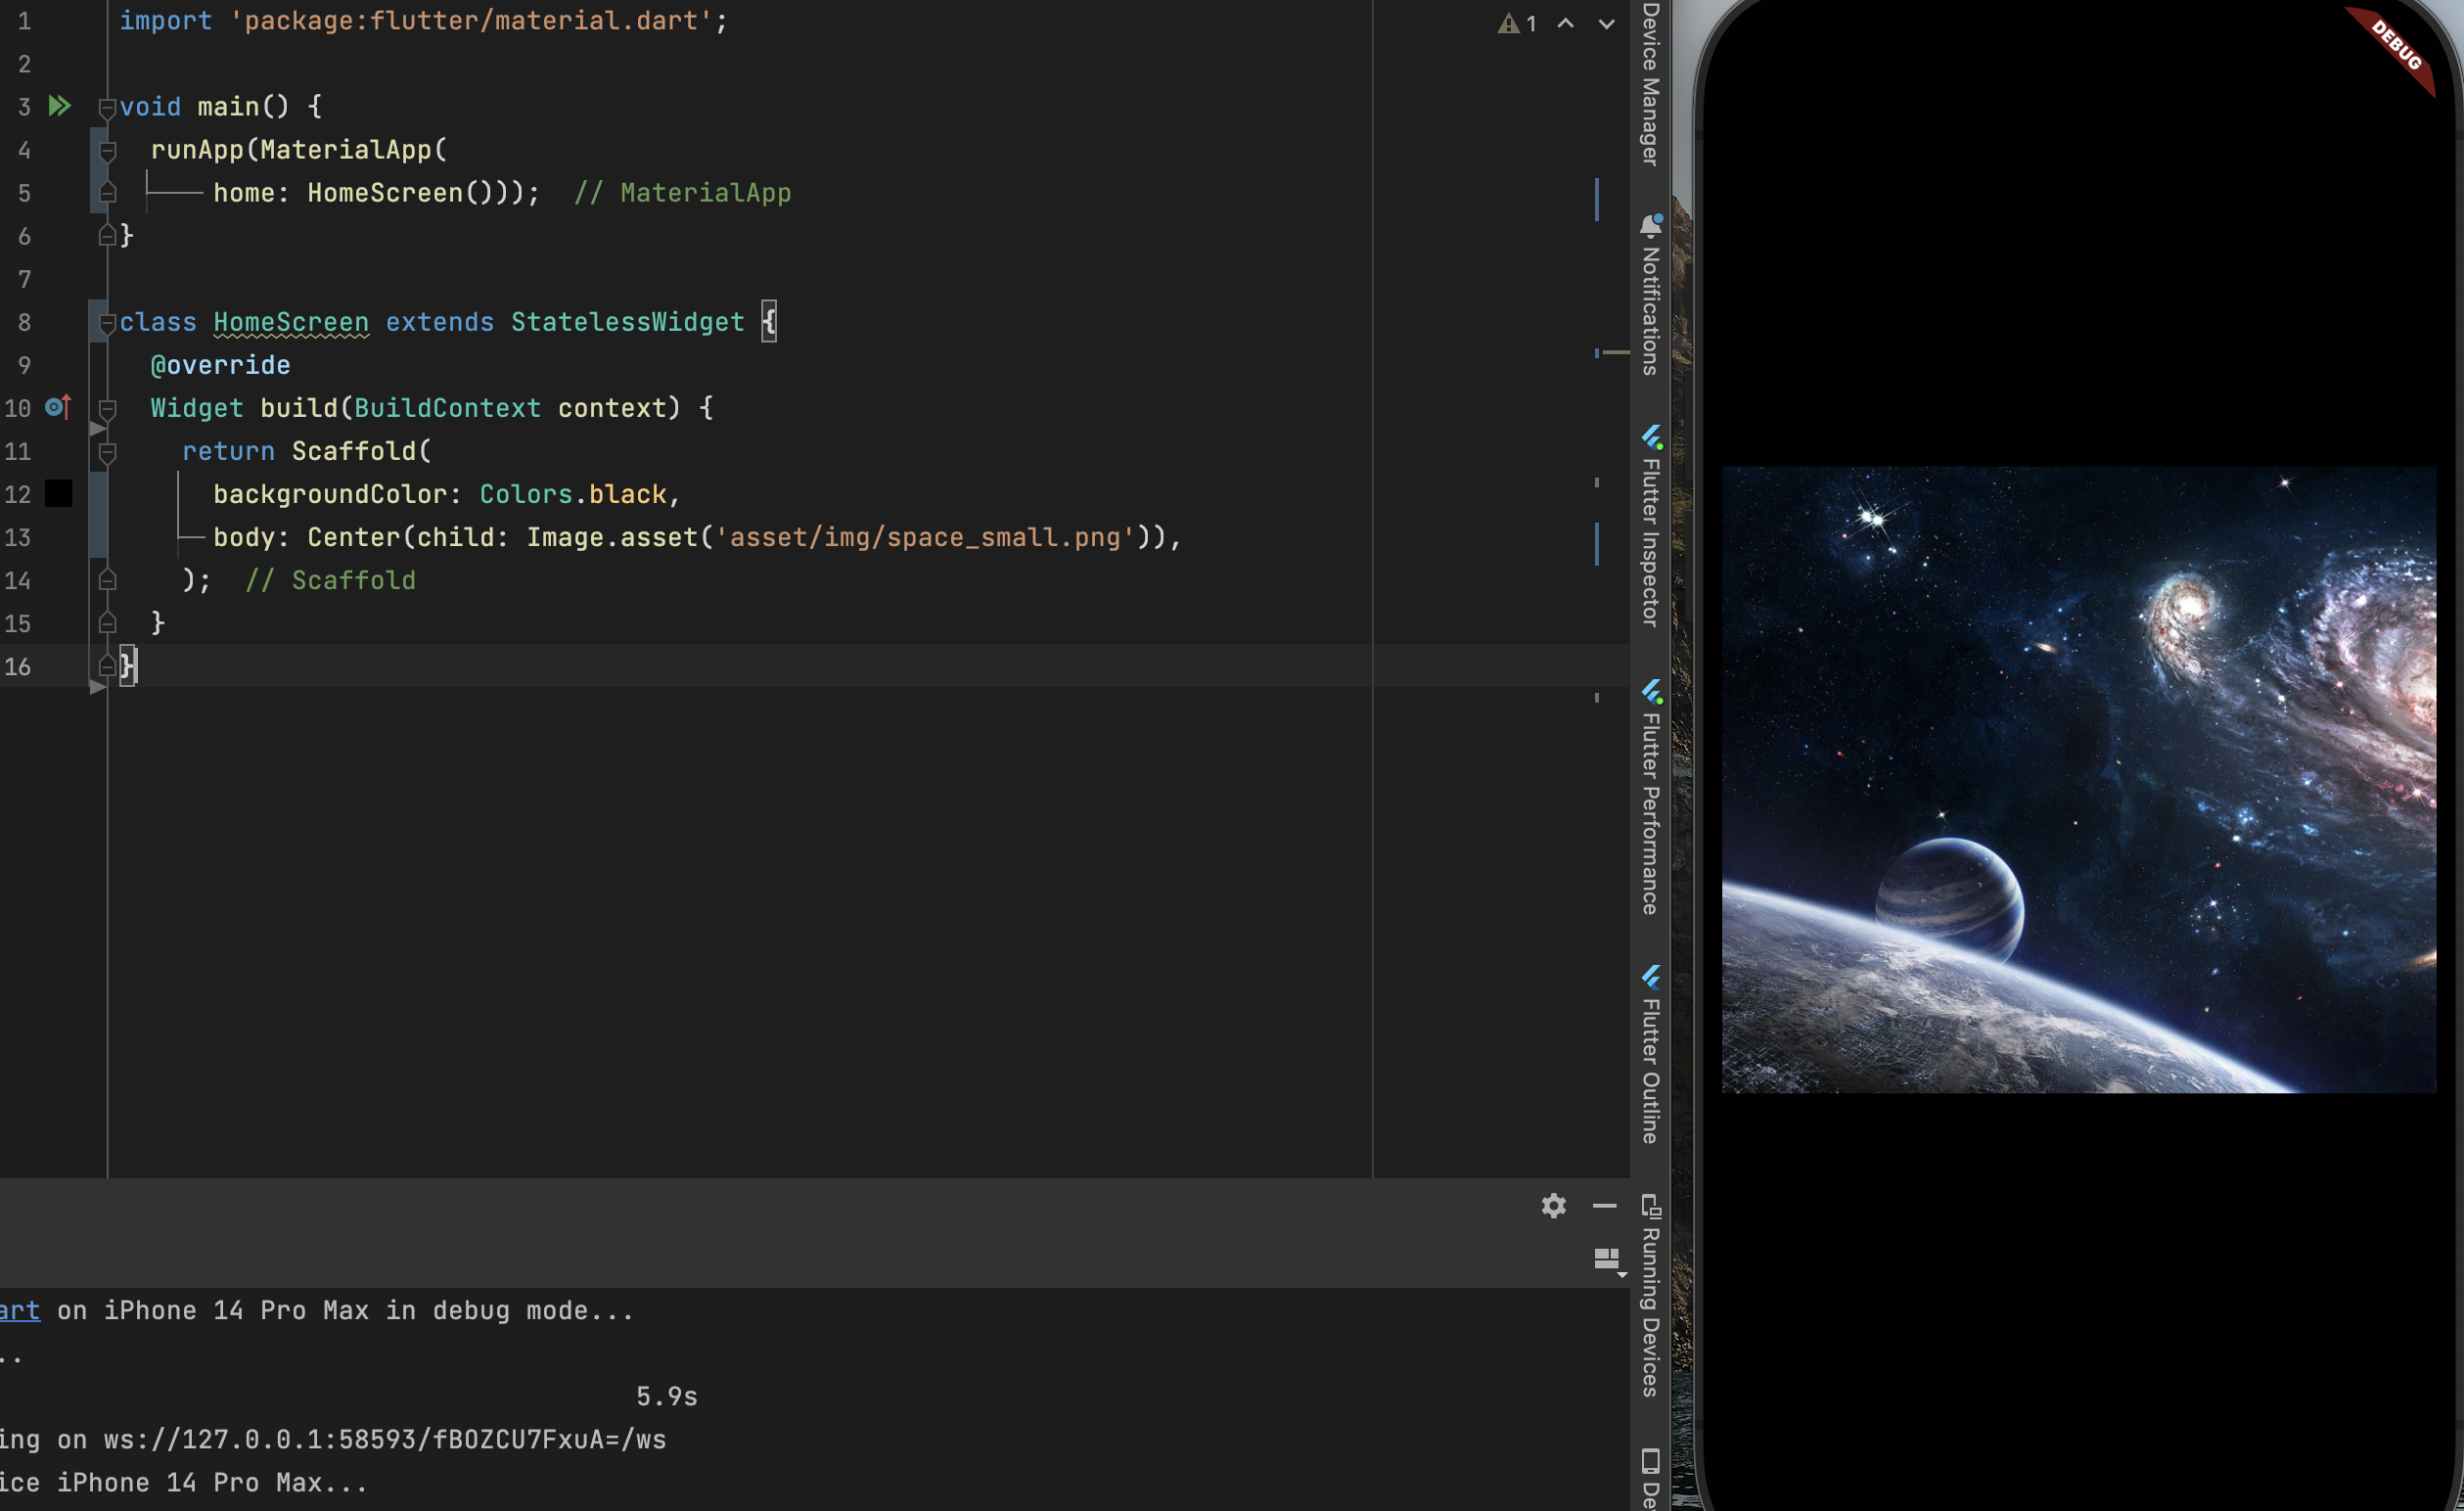 1 import 'package:flutter/material.dart';
2
3 void main() {
4 runApp(MaterialApp(
5 home: HomeScreen())); // MaterialApp
6 }
7
8 class HomeScreen extends StatelessWidget {
9 @override
10 Widget build(BuildContext context) {
11 return Scaffold(
12 backgroundColor: Colors.black,
13 body: Center(child: Image.asset('asset/img/space_small.png')),
14 ); // Scaffold
15 }
16 }
1
art on iPhone 14 Pro Max in debug mode...
..
5.9s
ing on ws://127.0.0.1:58593/fBOZCU7FxuA=/ws
ice iPhone 14 Pro Max...
Device Manager
Notifications
Flutter Inspector
Flutter Performance
Flutter Outline
Running Devices
De
DEBUG